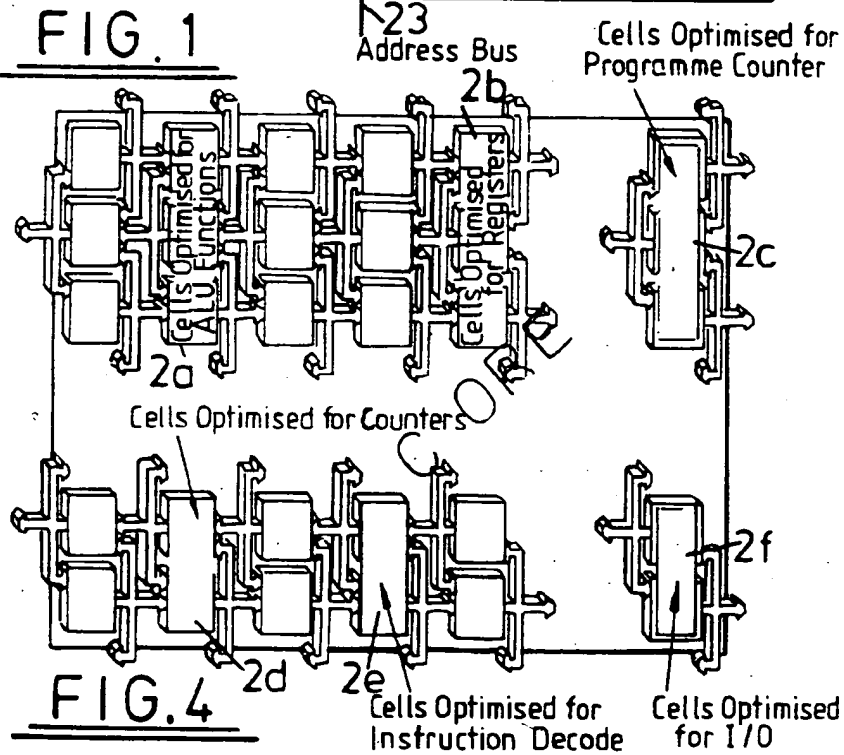 FIG.1
23
Address Bus
Cells Optimised for
Programme Counter
2b
Cells Optimised for
ALU Functions
Cells Optimised
for Registers
2c
2a
CORE
Cells Optimised for Counters
2f
2d
2e
FIG.4
Cells Optimised for
Instruction Decode
Cells Optimised
for I/O